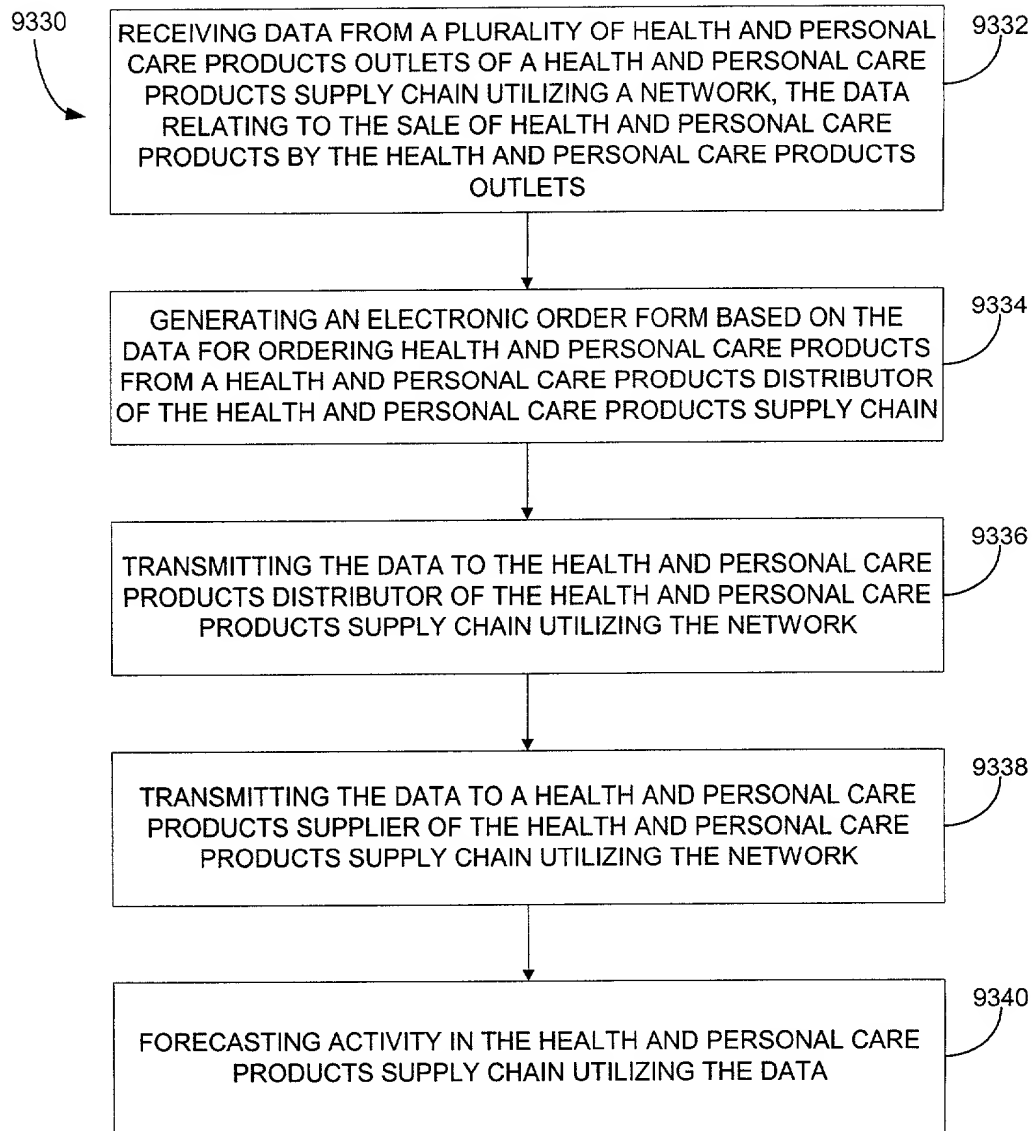 9330
RECEIVING DATA FROM A PLURALITY OF HEALTH AND PERSONAL
CARE PRODUCTS OUTLETS OF A HEALTH AND PERSONAL CARE
PRODUCTS SUPPLY CHAIN UTILIZING A NETWORK, THE DATA
RELATING TO THE SALE OF HEALTH AND PERSONAL CARE
PRODUCTS BY THE HEALTH AND PERSONAL CARE PRODUCTS
OUTLETS
9332
GENERATING AN ELECTRONIC ORDER FORM BASED ON THE
DATA FOR ORDERING HEALTH AND PERSONAL CARE PRODUCTS
FROM A HEALTH AND PERSONAL CARE PRODUCTS DISTRIBUTOR
OF THE HEALTH AND PERSONAL CARE PRODUCTS SUPPLY CHAIN
9334
TRANSMITTING THE DATA TO THE HEALTH AND PERSONAL CARE
PRODUCTS DISTRIBUTOR OF THE HEALTH AND PERSONAL CARE
PRODUCTS SUPPLY CHAIN UTILIZING THE NETWORK
9336
TRANSMITTING THE DATA TO A HEALTH AND PERSONAL CARE
PRODUCTS SUPPLIER OF THE HEALTH AND PERSONAL CARE
PRODUCTS SUPPLY CHAIN UTILIZING THE NETWORK
9338
FORECASTING ACTIVITY IN THE HEALTH AND PERSONAL CARE
PRODUCTS SUPPLY CHAIN UTILIZING THE DATA
9340